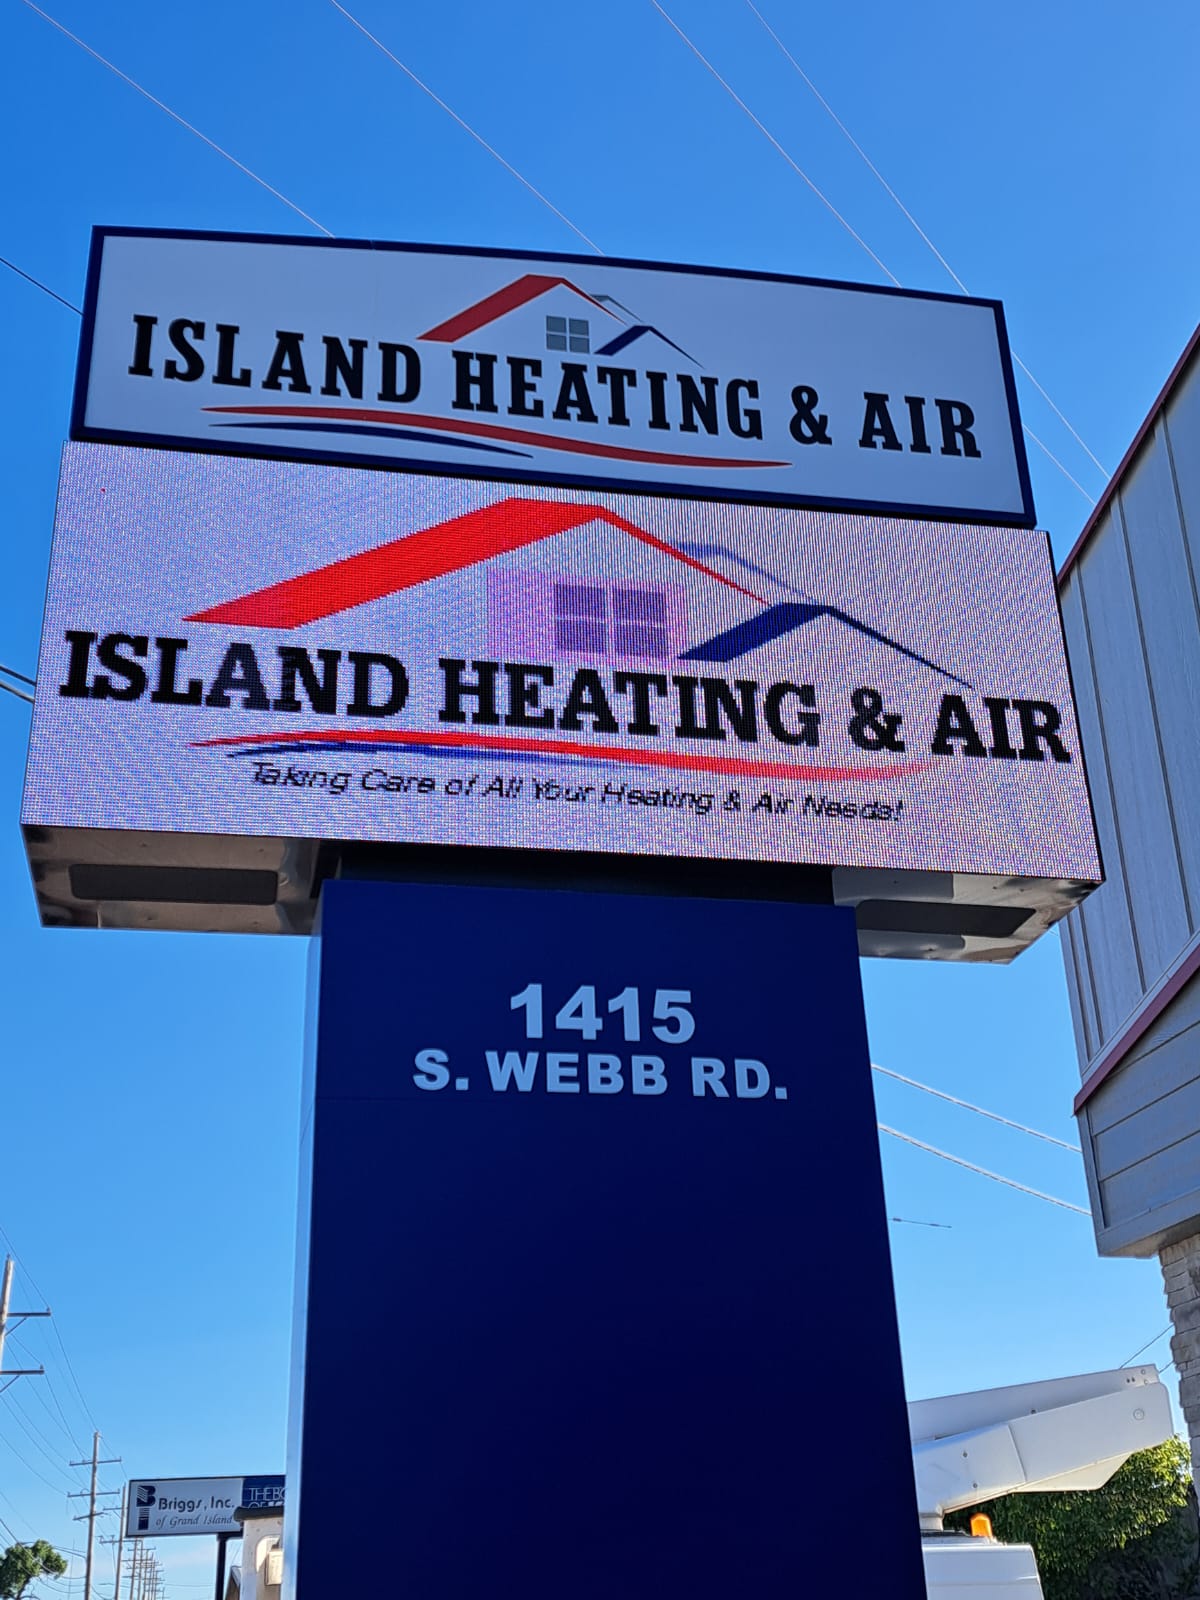 ISLAND HEATING & AIR
ISLAND HEATING & AIR
Taking Care of All Your Heating & Air Needs!
1415
S. WEBB RD.
Briggs, Inc.
of Grand Island